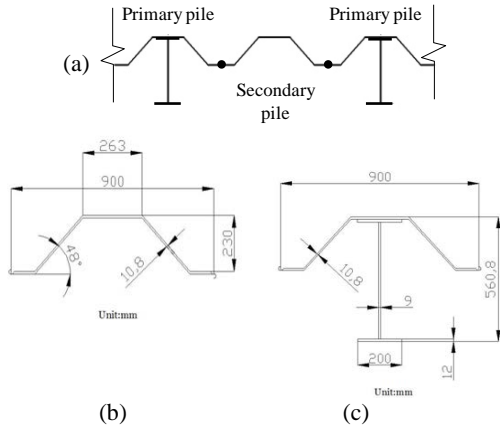 Primary pile
Primary pile
(a)
Secondary
pile
263
900
230
48°
10,8
Unit:mm
900
560,8
10,8
9
200
12
Unit:mm
(b)
(c)